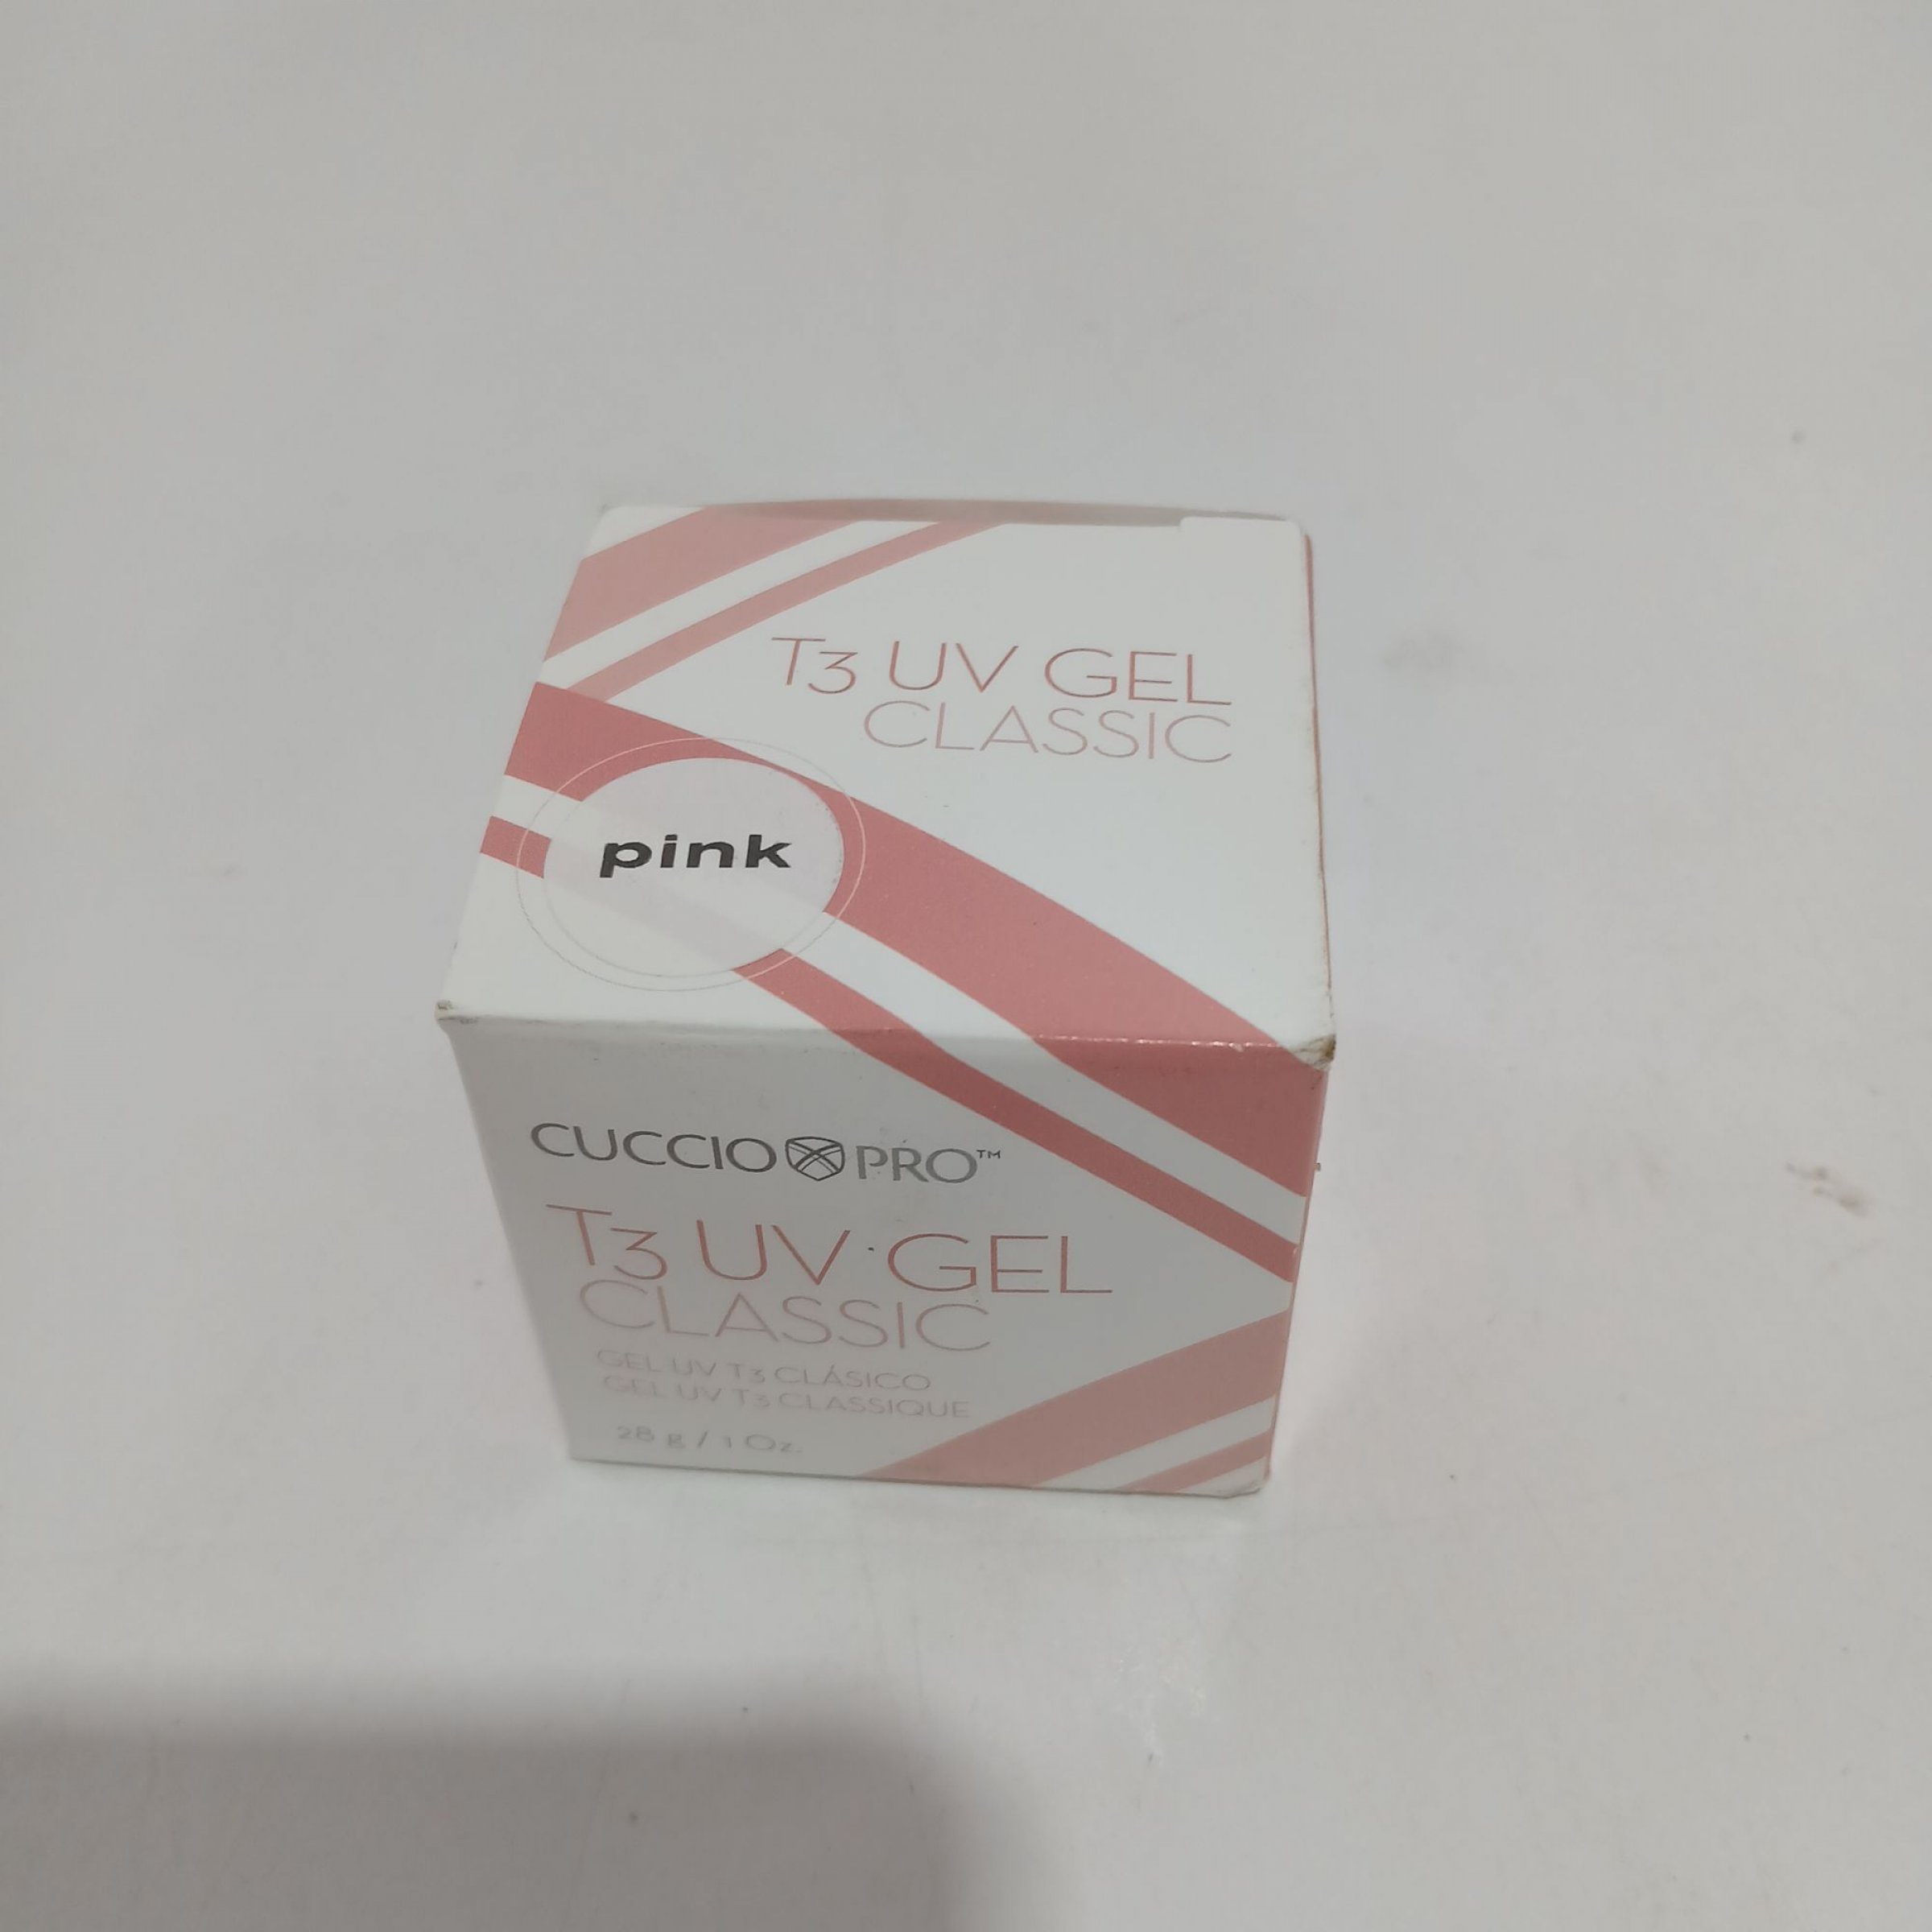 T3 UV GEL
CLASSIC
pink
CUCCIO PRO™
T3 UV GEL
CLASSIC
GEL UV T3 CLÁSICO
GEL UV T3 CLASSIQUE
28 g / 1 Oz.